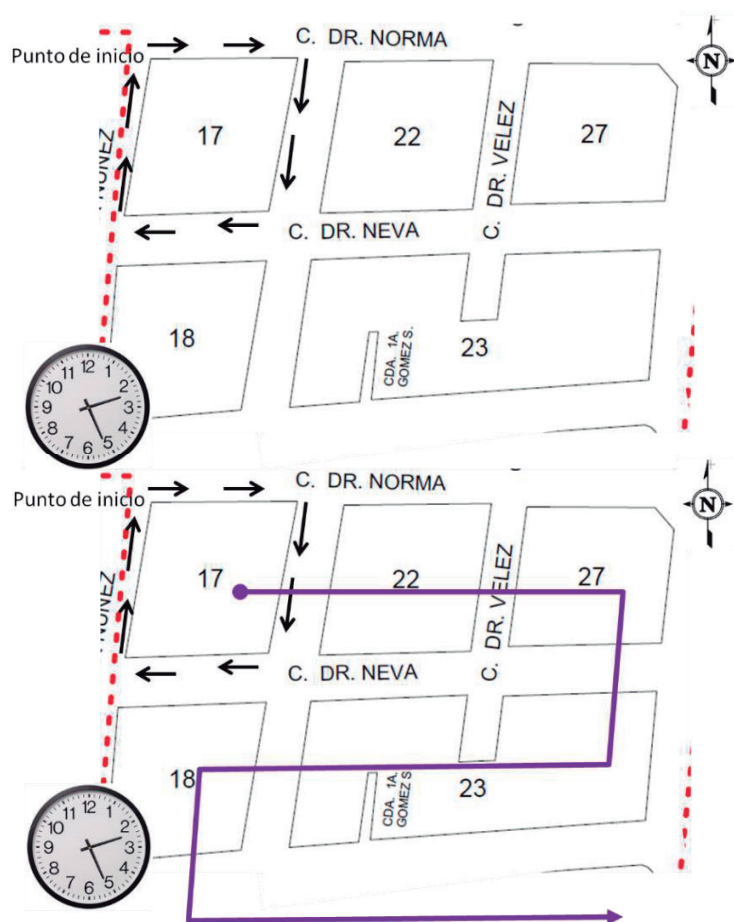 C. DR. NORMA
Punto de inicio
N
17
22
27
NUÑEZ
C. DR. VELEZ
C. DR. NEVA
18
23
CDA. 1A.
GOMEZ S.
12
11 1
10 2
9 3
8 4
7 5
6
C. DR. NORMA
Punto de inicio
N
17
22
27
NUÑEZ
C. DR. VELEZ
C. DR. NEVA
18
23
CDA. 1A.
GOMEZ S.
12
11 1
10 2
9 3
8 4
7 5
6